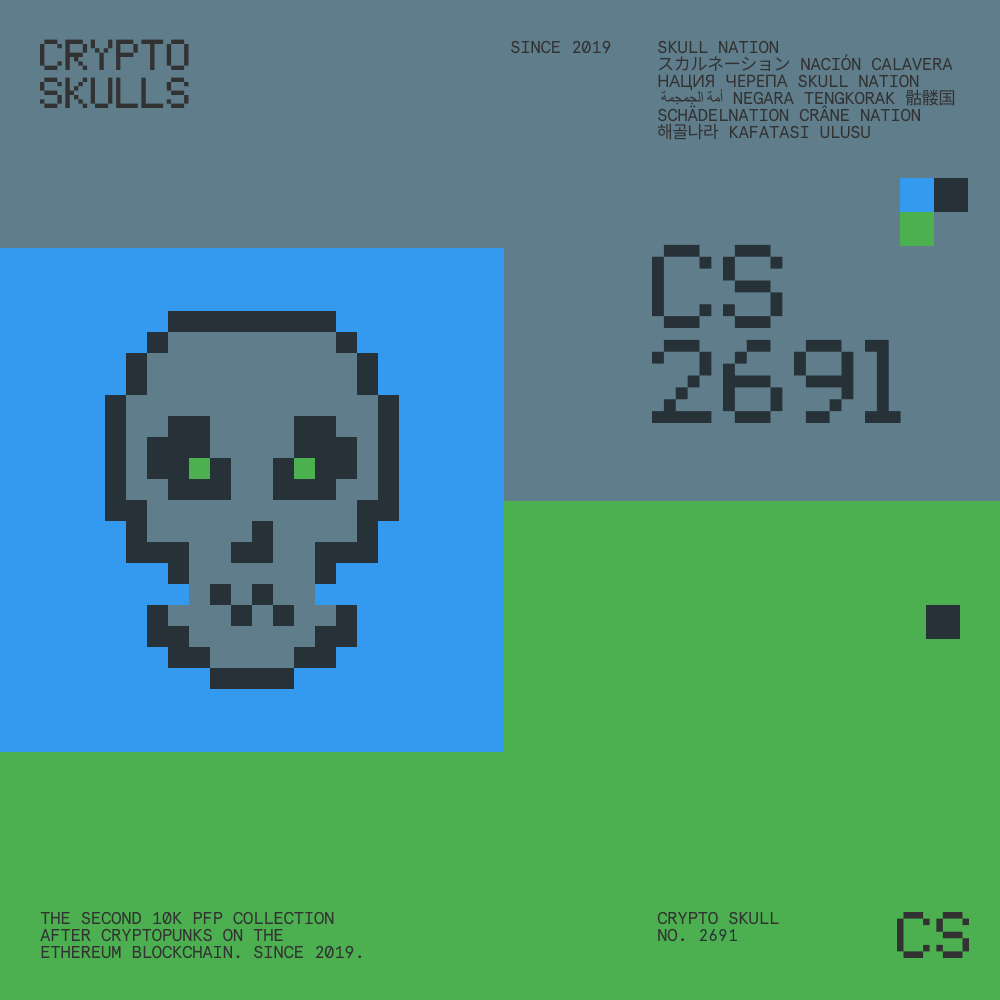 CRYPTO
SKULLS
SINCE 2019
SKULL NATION
スカルネーション NACIÓN CALAVERA
НАЦИЯ ЧЕРЕПА SKULL NATION
أمة الجمجمة NEGARA TENGKORAK 骷髅国
SCHÄDELNATION CRÂNE NATION
해골나라 KAFATASI ULUSU
CS
2691
THE SECOND 10K PFP COLLECTION
AFTER CRYPTOPUNKS ON THE
ETHEREUM BLOCKCHAIN. SINCE 2019.
CRYPTO SKULL
NO. 2691
CS